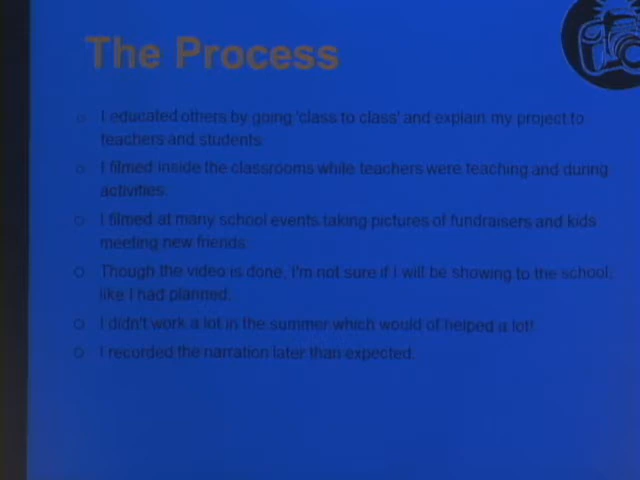 The Process
I educated others by going 'class to class' and explain my project to
teachers and students.
I filmed inside the classrooms while teachers were teaching and during
activities.
I filmed at many school events taking pictures of fundraisers and kids
meeting new friends.
Though the video is done, I'm not sure if I will be showing to the school,
like I had planned.
I didn't work a lot in the summer which would of helped a lot!
I recorded the narration later than expected.